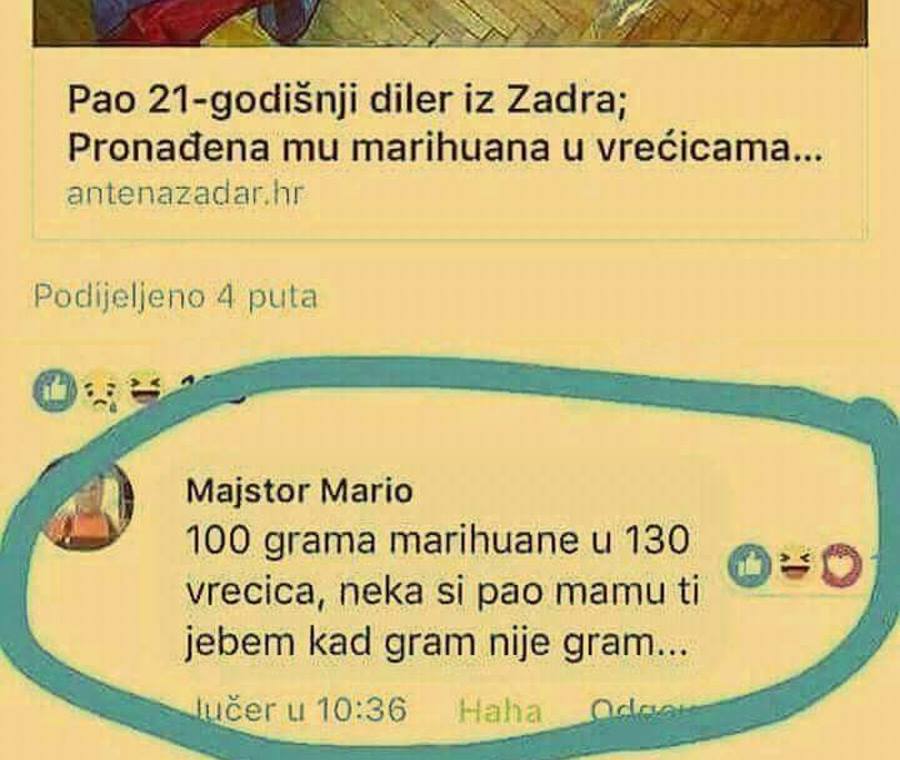 Pao 21-godišnji diler iz Zadra;
Pronađena mu marihuana u vrećicama...
antenazadar.hr
Podijeljeno 4 puta
Majstor Mario
100 grama marihuane u 130
vrecica, neka si pao mamu ti
jebem kad gram nije gram...
Jučer u 10:36 Haha